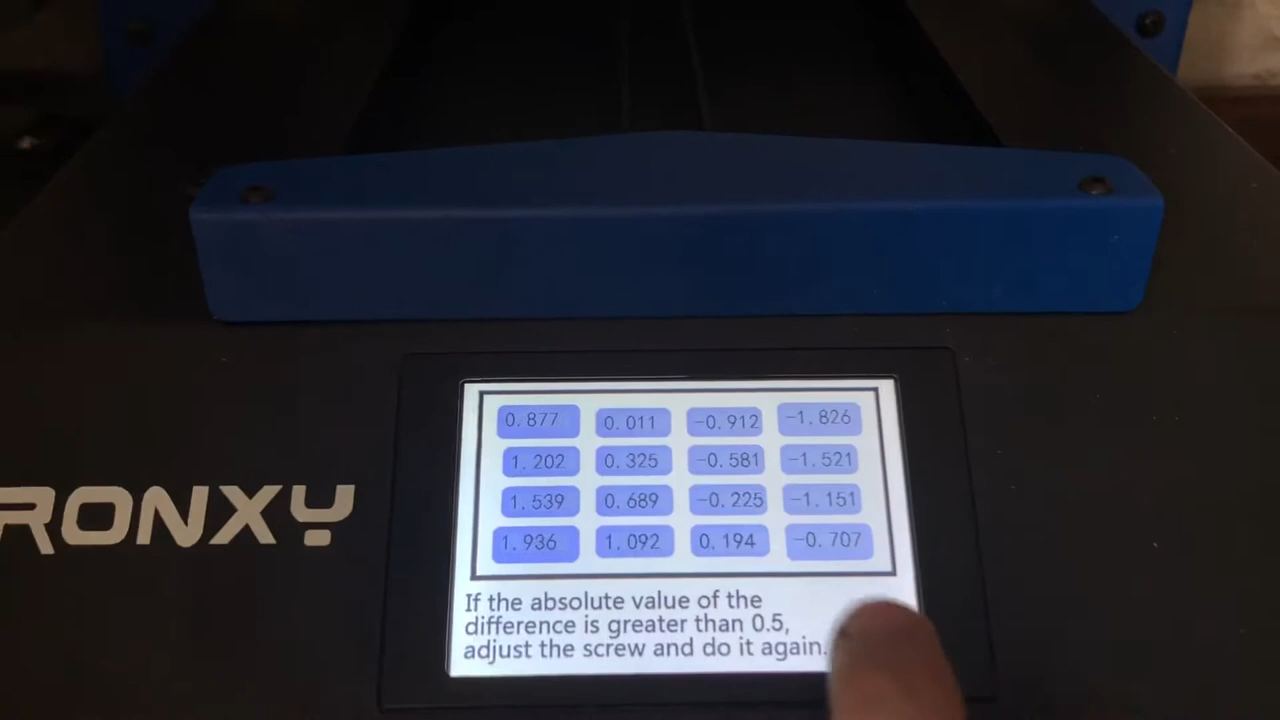 0.877 0.011 -0.912 -1.826
1.202 0.325 -0.581 -1.521
1.539 0.689 -0.225 -1.151
1.936 1.092 0.194 -0.707
If the absolute value of the
difference is greater than 0.5,
adjust the screw and do it again.
RONXY